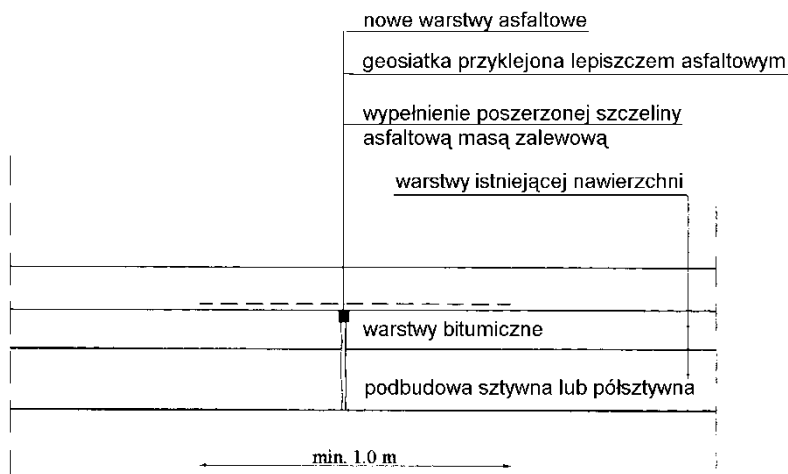 nowe warstwy asfaltowe
geosiatka przyklejona lepiszczem asfaltowym
wypełnienie poszerzonej szczeliny
asfaltową masą zalewową
warstwy istniejącej nawierzchni
warstwy bitumiczne
podbudowa sztywna lub półsztywna
min. 1.0 m